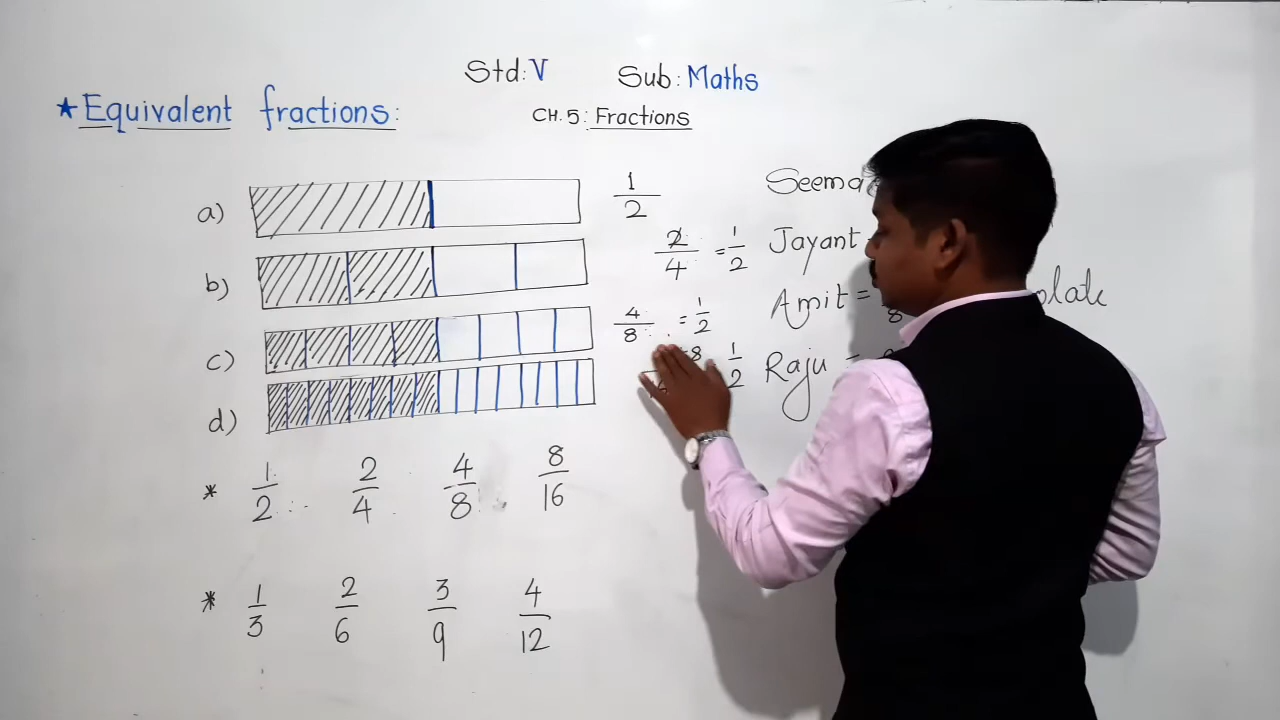 Std: V Sub: Maths
★ Equivalent fractions:
CH. 5: Fractions
a) 1/2
b) 2/4 = 1/2 Jayant
c) 4/8 = 1/2 Amit =
d) 8 1/2 Raju =
* 1/2 2/4 4/8 8/16
* 1/3 2/6 3/9 4/12